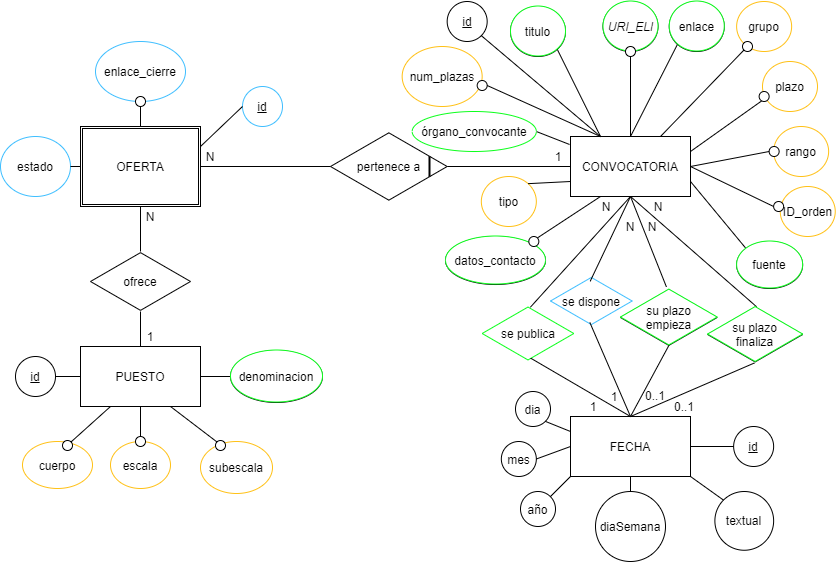 id
titulo
URI_ELI
enlace
grupo
enlace_cierre
num_plazas
plazo
id
órgano_convocante
estado
OFERTA
N
pertenece a
1
CONVOCATORIA
rango
tipo
ID_orden
N
N
N
N
N
datos_contacto
fuente
ofrece
se dispone
se publica
su plazo
empieza
su plazo
finaliza
1
id
PUESTO
denominacion
1
1
0..1
0..1
dia
mes
FECHA
id
cuerpo
escala
subescala
año
diaSemana
textual